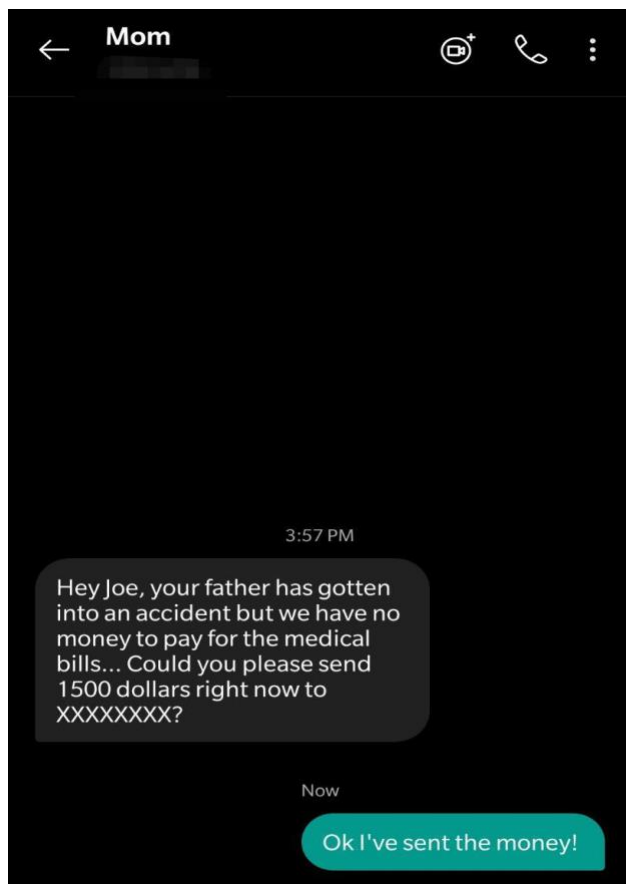 Mom
3:57 PM
Hey Joe, your father has gotten
into an accident but we have no
money to pay for the medical
bills... Could you please send
1500 dollars right now to
XXXXXXXX?
Now
Ok I've sent the money!